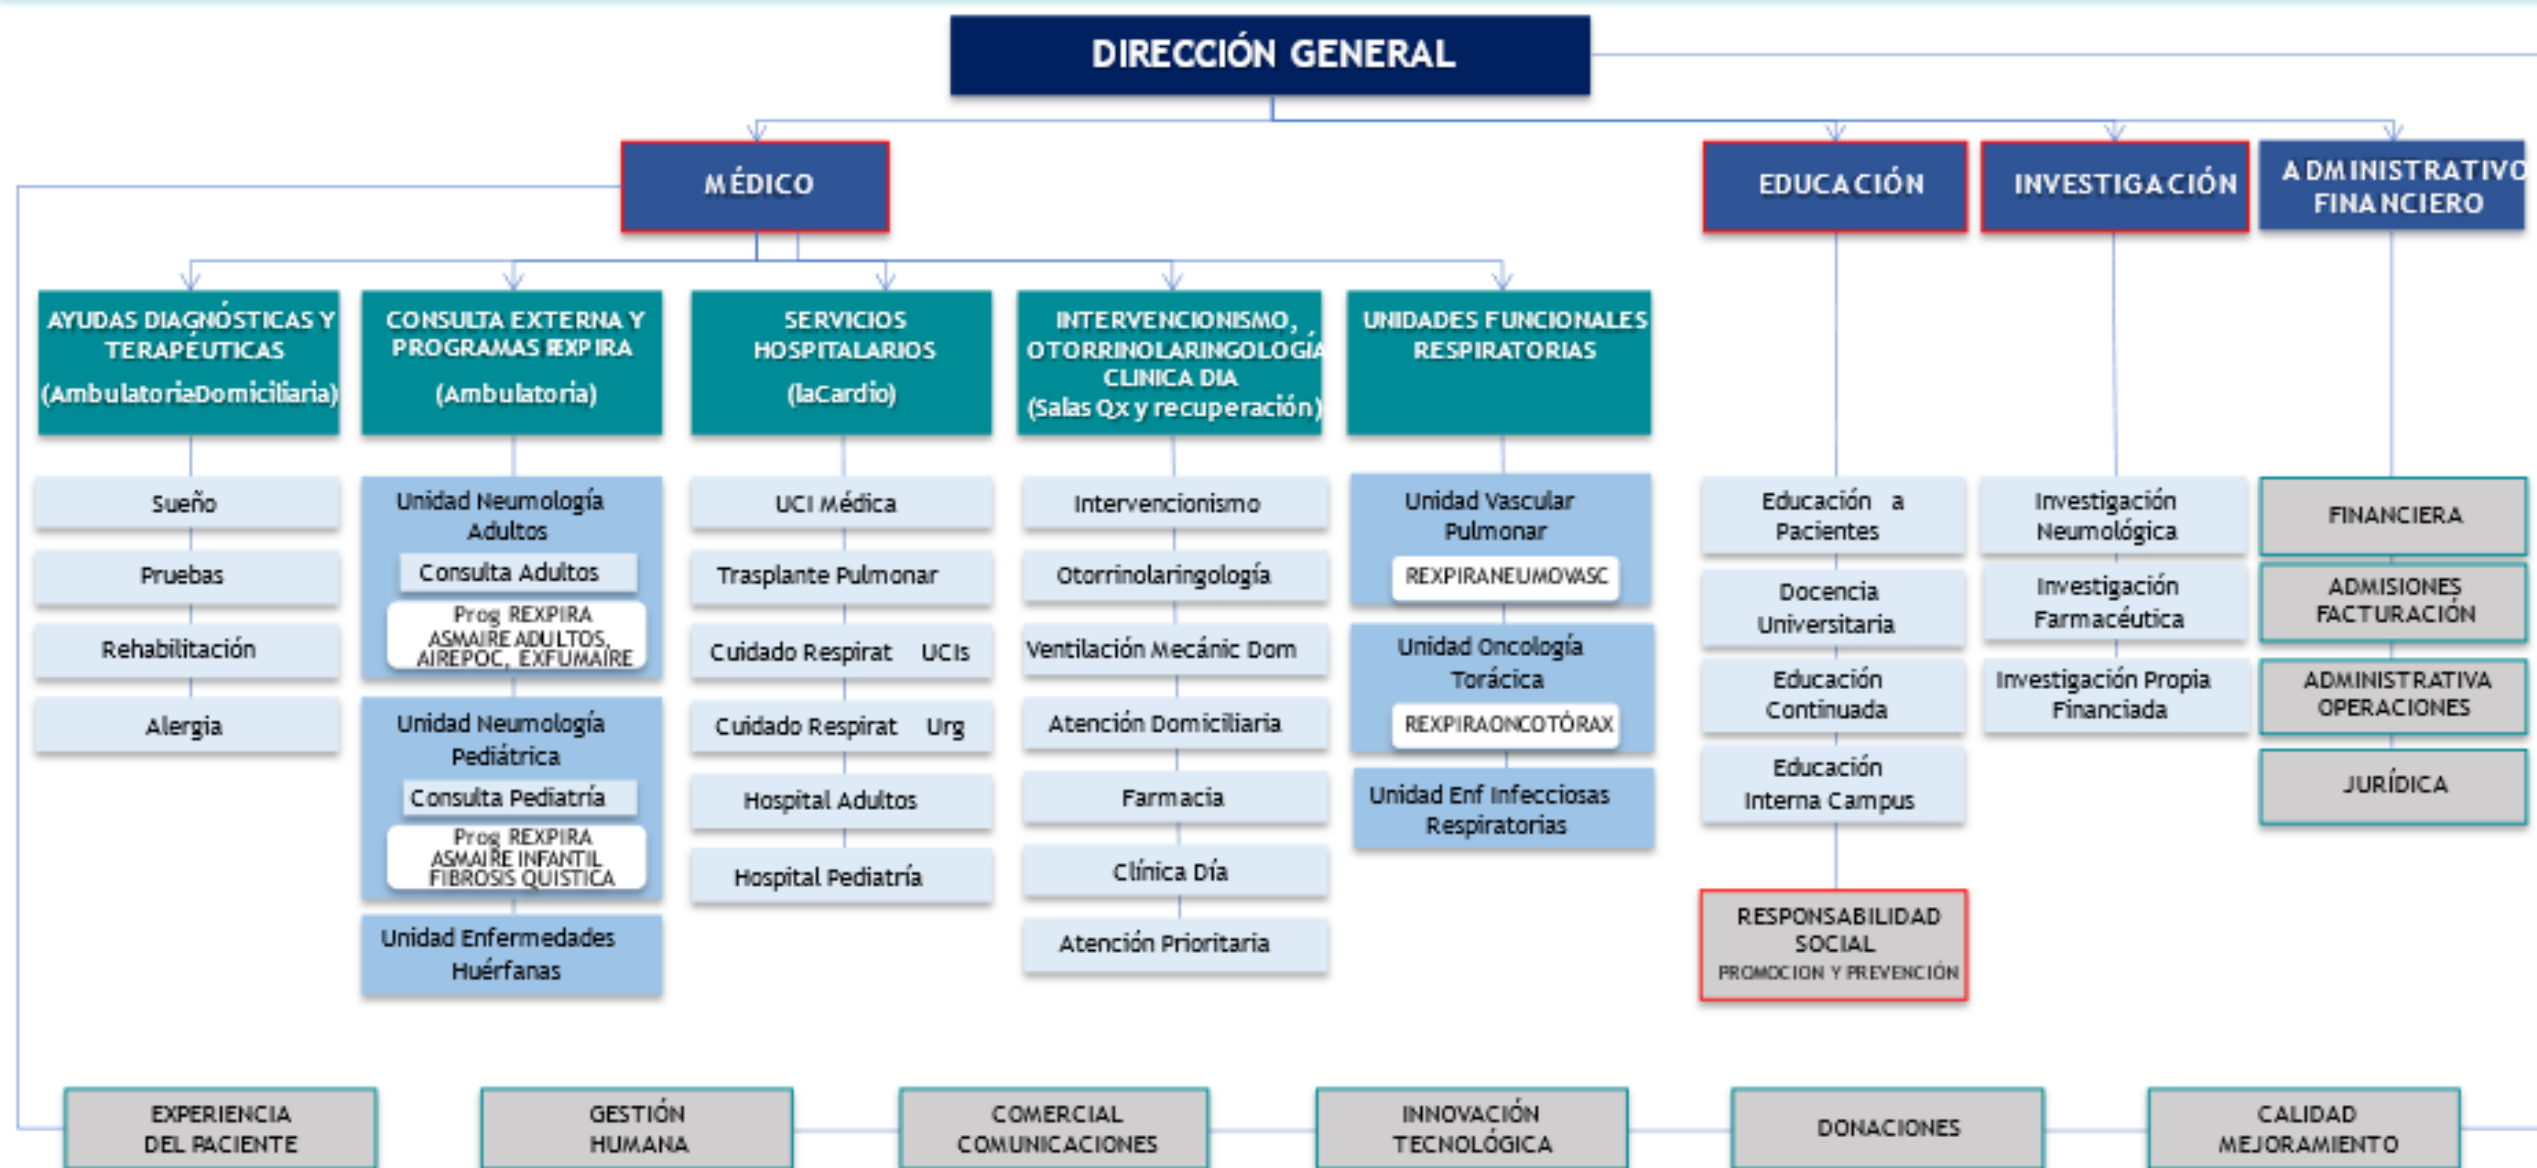 DIRECCIÓN GENERAL
MÉDICO
EDUCACIÓN
INVESTIGACIÓN
ADMINISTRATIVO
FINANCIERO
AYUDAS DIAGNÓSTICAS Y
TERAPÉUTICAS
(AmbulatoriaDomiciliaria)
Sueño
Pruebas
Rehabilitación
Alergia
CONSULTA EXTERNA Y
PROGRAMAS REXPIRA
(Ambulatoria)
Unidad Neumología
Adultos
Consulta Adultos
Prog REXPIRA
ASMAIRE ADULTOS,
AIREPOC, EXFUMAIRE
Unidad Neumología
Pediátrica
Consulta Pediatría
Prog REXPIRA
ASMAIRE INFANTIL
FIBROSIS QUISTICA
Unidad Enfermedades
Huérfanas
SERVICIOS
HOSPITALARIOS
(laCardio)
UCI Médica
Trasplante Pulmonar
Cuidado Respirat UCIs
Cuidado Respirat Urg
Hospital Adultos
Hospital Pediatría
INTERVENCIONISMO,
OTORRINOLARINGOLOGÍA
CLINICA DIA
(Salas Qx y recuperación)
Intervencionismo
Otorrinolaringología
Ventilación Mecánic Dom
Atención Domiciliaria
Farmacia
Clínica Día
Atención Prioritaria
UNIDADES FUNCIONALES
RESPIRATORIAS
Unidad Vascular
Pulmonar
REXPIRANEUMOVASC
Unidad Oncología
Torácica
REXPIRAONCOTÓRAX
Unidad Enf Infecciosas
Respiratorias
Educación a
Pacientes
Docencia
Universitaria
Educación
Continuada
Educación
Interna Campus
RESPONSABILIDAD
SOCIAL
PROMOCION Y PREVENCIÓN
Investigación
Neumológica
Investigación
Farmacéutica
Investigación Propia
Financiada
FINANCIERA
ADMISIONES
FACTURACIÓN
ADMINISTRATIVA
OPERACIONES
JURÍDICA
EXPERIENCIA
DEL PACIENTE
GESTIÓN
HUMANA
COMERCIAL
COMUNICACIONES
INNOVACIÓN
TECNOLÓGICA
DONACIONES
CALIDAD
MEJORAMIENTO